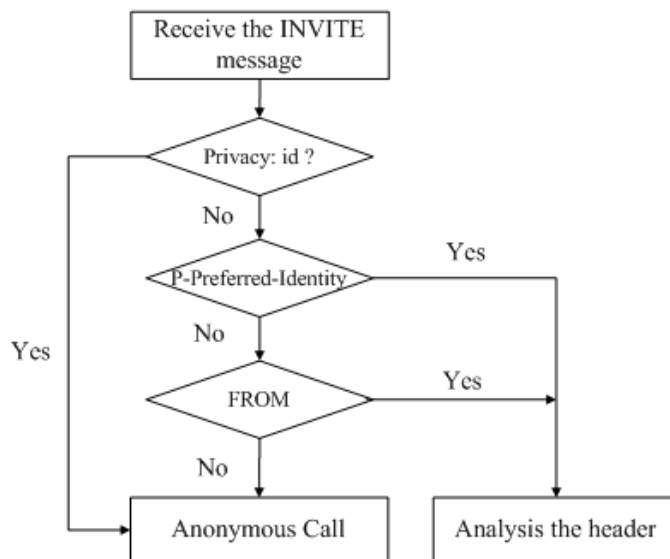 Receive the INVITE
message
Privacy: id ?
No
P-Preferred-Identity
Yes
No
Yes
FROM
Yes
No
Anonymous Call
Analysis the header